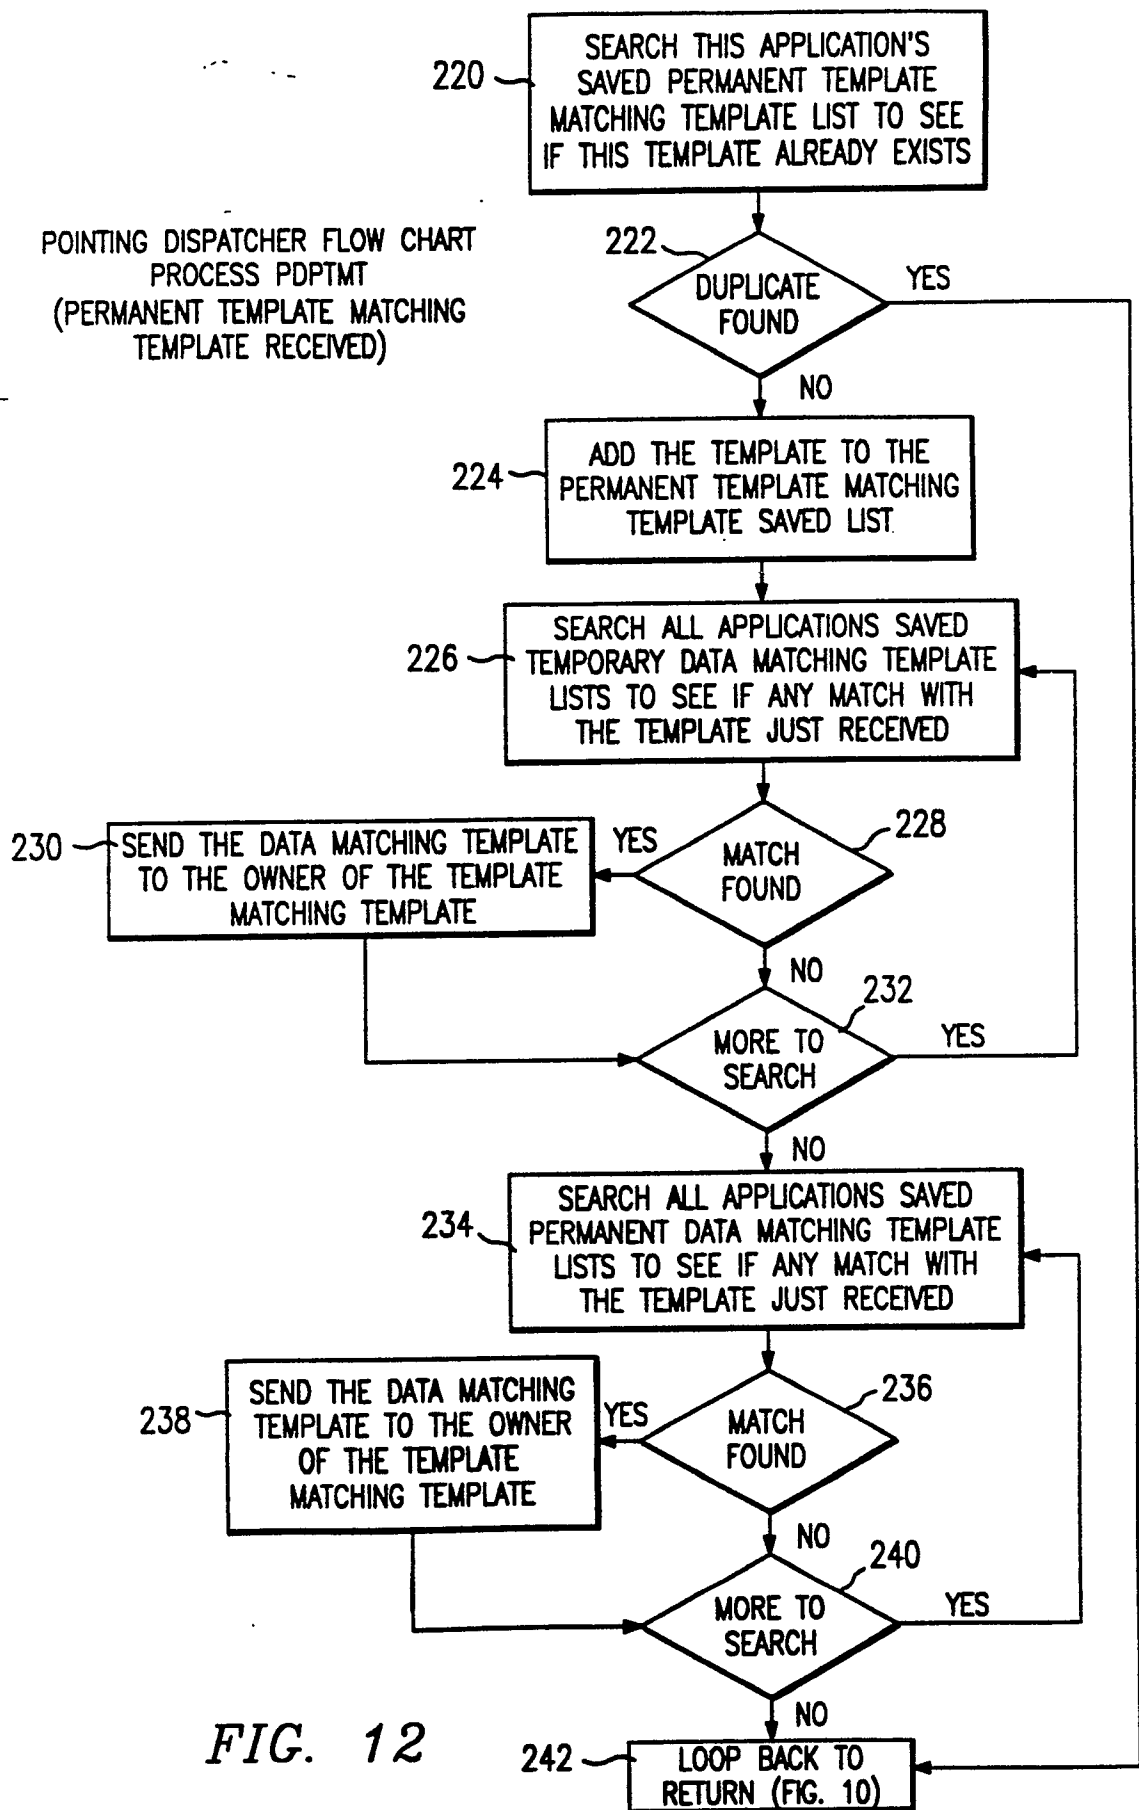 SEARCH THIS APPLICATION'S
220
SAVED PERMANENT TEMPLATE
MATCHING TEMPLATE LIST TO SEE
IF THIS TEMPLATE ALREADY EXISTS
POINTING DISPATCHER FLOW CHART
PROCESS PDPTMT
(PERMANENT TEMPLATE MATCHING
TEMPLATE RECEIVED)
222
DUPLICATE
FOUND
YES
NO
224
ADD THE TEMPLATE TO THE
PERMANENT TEMPLATE MATCHING
TEMPLATE SAVED LIST
226
SEARCH ALL APPLICATIONS SAVED
TEMPORARY DATA MATCHING TEMPLATE
LISTS TO SEE IF ANY MATCH WITH
THE TEMPLATE JUST RECEIVED
228
MATCH
FOUND
YES
230
SEND THE DATA MATCHING TEMPLATE
TO THE OWNER OF THE TEMPLATE
MATCHING TEMPLATE
NO
232
MORE TO
SEARCH
YES
NO
234
SEARCH ALL APPLICATIONS SAVED
PERMANENT DATA MATCHING TEMPLATE
LISTS TO SEE IF ANY MATCH WITH
THE TEMPLATE JUST RECEIVED
236
MATCH
FOUND
YES
238
SEND THE DATA MATCHING
TEMPLATE TO THE OWNER
OF THE TEMPLATE
MATCHING TEMPLATE
NO
240
MORE TO
SEARCH
YES
NO
242
LOOP BACK TO
RETURN (FIG. 10)
FIG. 12